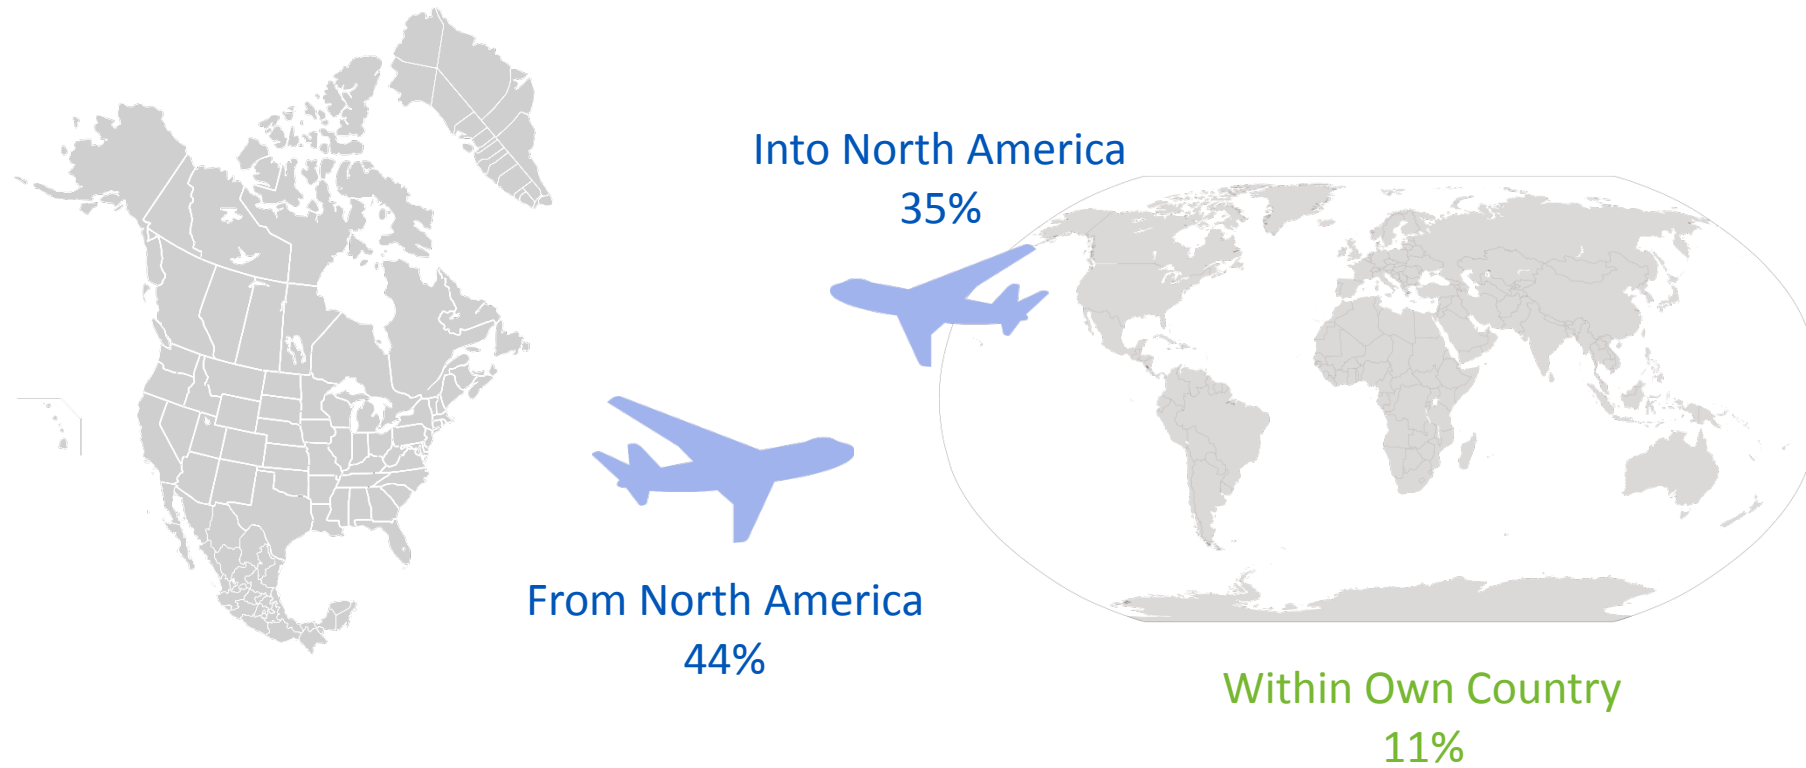 Into North America
35%
From North America
44%
Within Own Country
11%